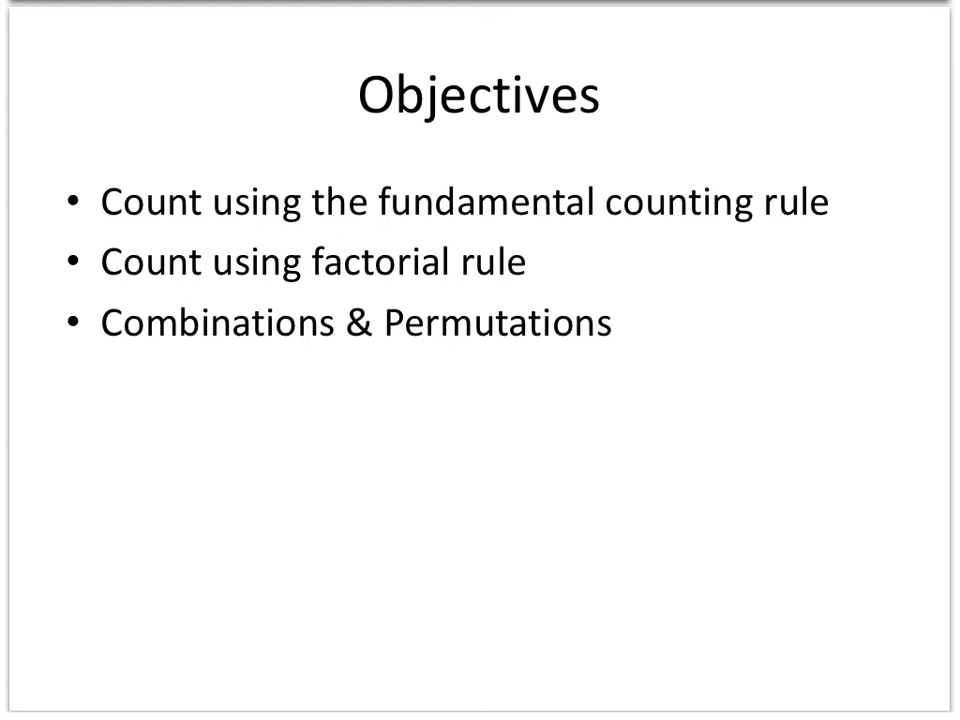 Objectives
• Count using the fundamental counting rule
• Count using factorial rule
• Combinations & Permutations